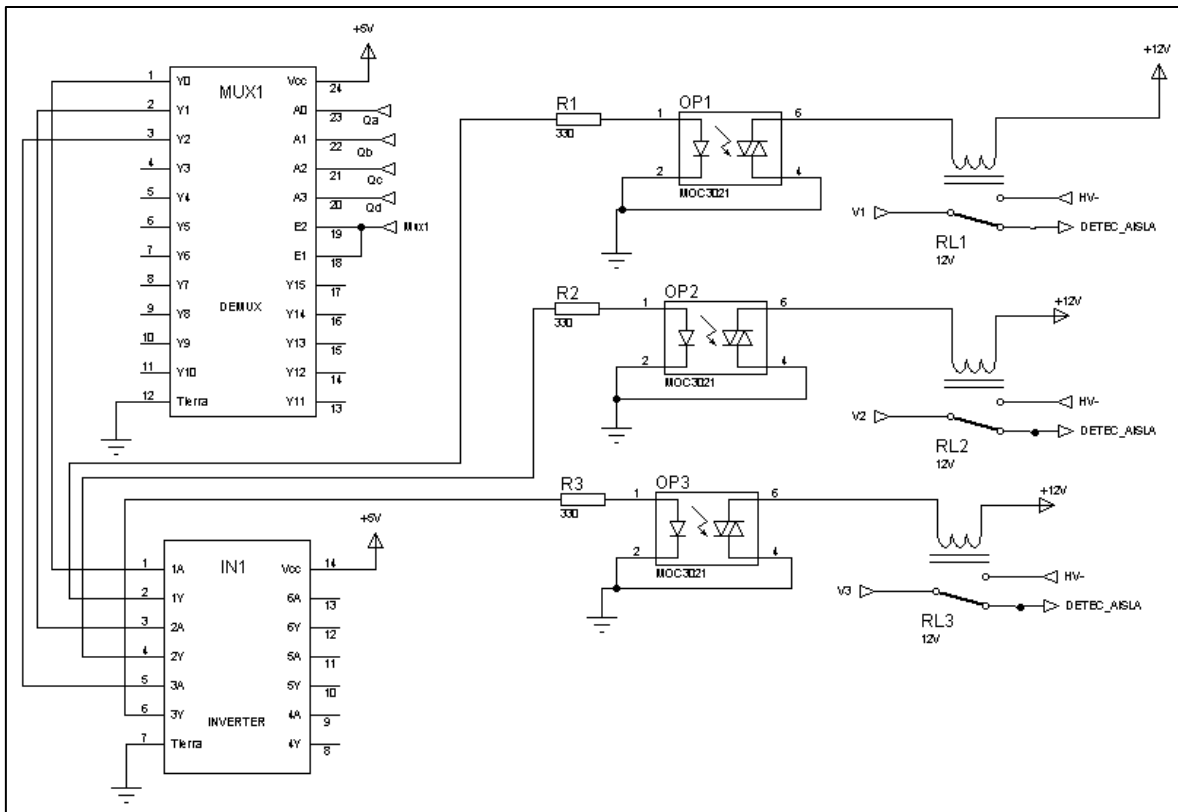 +5V
MUX1
DEMUX
1 Y0
2 Y1
3 Y2
4 Y3
5 Y4
6 Y5
7 Y6
8 Y7
9 Y8
10 Y9
11 Y10
12 Tierra
Vcc 24
A0 23 Qa
A1 22 Qb
A2 21 Qc
A3 20 Qd
E2 19 Mux1
E1 18
Y15 17
Y14 16
Y13 15
Y12 14
Y11 13
R1
330
OP1
1
2
6
4
MOC3021
+12V
HV-
V1
DETEC_AISLA
RL1
12V
R2
330
OP2
1
2
6
4
MOC3021
+12V
HV-
V2
DETEC_AISLA
RL2
12V
R3
330
OP3
1
2
6
4
MOC3021
+12V
HV-
V3
DETEC_AISLA
RL3
12V
+5V
IN1
INVERTER
1 1A
2 1Y
3 2A
4 2Y
5 3A
6 3Y
7 Tierra
Vcc 14
6A 13
6Y 12
5A 11
5Y 10
4A 9
4Y 8